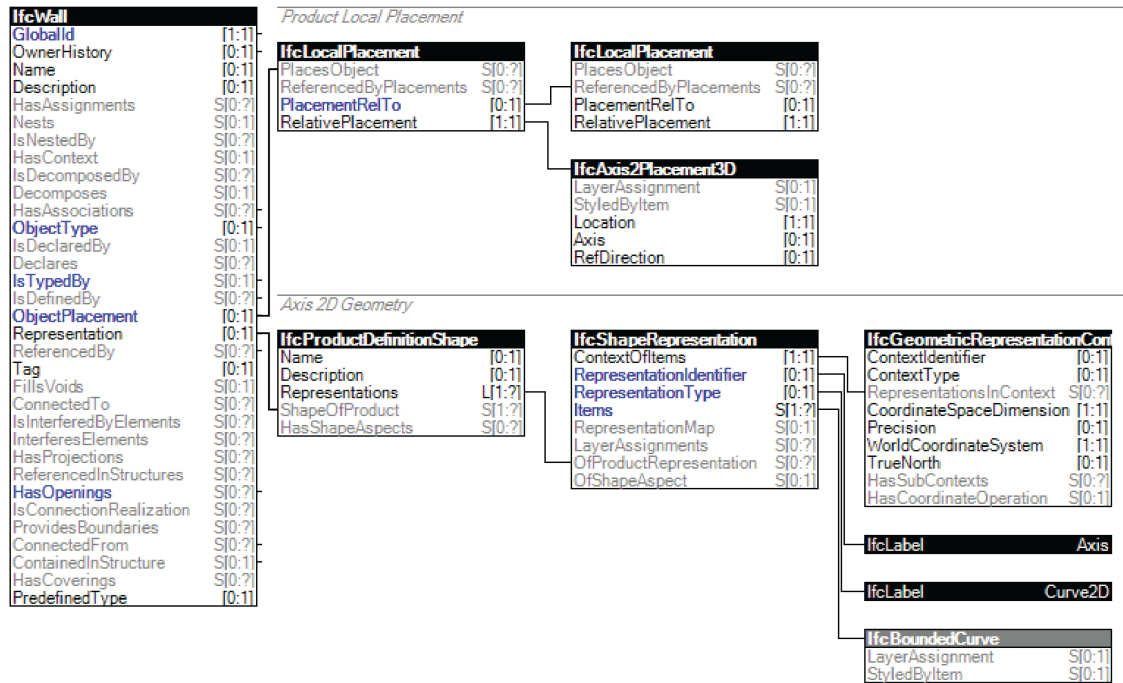 IfcWall
GlobalId [1:1]
OwnerHistory [0:1]
Name [0:1]
Description [0:1]
HasAssignments S[0:?]
Nests S[0:1]
IsNestedBy S[0:?]
HasContext S[0:1]
IsDecomposedBy S[0:?]
Decomposes S[0:1]
HasAssociations S[0:?]
ObjectType [0:1]
IsDeclaredBy S[0:1]
Declares S[0:?]
IsTypedBy S[0:1]
IsDefinedBy S[0:?]
ObjectPlacement [0:1]
Representation [0:1]
ReferencedBy S[0:?]
Tag [0:1]
FillsVoids S[0:1]
ConnectedTo S[0:?]
IsInterferedByElements S[0:?]
InterferesElements S[0:?]
HasProjections S[0:?]
ReferencedInStructures S[0:?]
HasOpenings S[0:?]
IsConnectionRealization S[0:?]
ProvidesBoundaries S[0:?]
ConnectedFrom S[0:?]
ContainedInStructure S[0:1]
HasCoverings S[0:?]
PredefinedType [0:1]
Product Local Placement
IfcLocalPlacement
PlacesObject S[0:?]
ReferencedByPlacements S[0:?]
PlacementRelTo [0:1]
RelativePlacement [1:1]
IfcLocalPlacement
PlacesObject S[0:?]
ReferencedByPlacements S[0:?]
PlacementRelTo [0:1]
RelativePlacement [1:1]
IfcAxis2Placement3D
LayerAssignment S[0:1]
StyledByItem S[0:1]
Location [1:1]
Axis [0:1]
RefDirection [0:1]
Axis 2D Geometry
IfcProductDefinitionShape
Name [0:1]
Description [0:1]
Representations L[1:?]
ShapeOfProduct S[1:?]
HasShapeAspects S[0:?]
IfcShapeRepresentation
ContextOfItems [1:1]
RepresentationIdentifier [0:1]
RepresentationType [0:1]
Items S[1:?]
RepresentationMap S[0:1]
LayerAssignments S[0:?]
OfProductRepresentation S[0:?]
OfShapeAspect S[0:1]
IfcGeometricRepresentationCont
ContextIdentifier [0:1]
ContextType [0:1]
RepresentationsInContext S[0:?]
CoordinateSpaceDimension [1:1]
Precision [0:1]
WorldCoordinateSystem [1:1]
TrueNorth [0:1]
HasSubContexts S[0:?]
HasCoordinateOperation S[0:1]
IfcLabel Axis
IfcLabel Curve2D
IfcBoundedCurve
LayerAssignment S[0:1]
StyledByItem S[0:1]